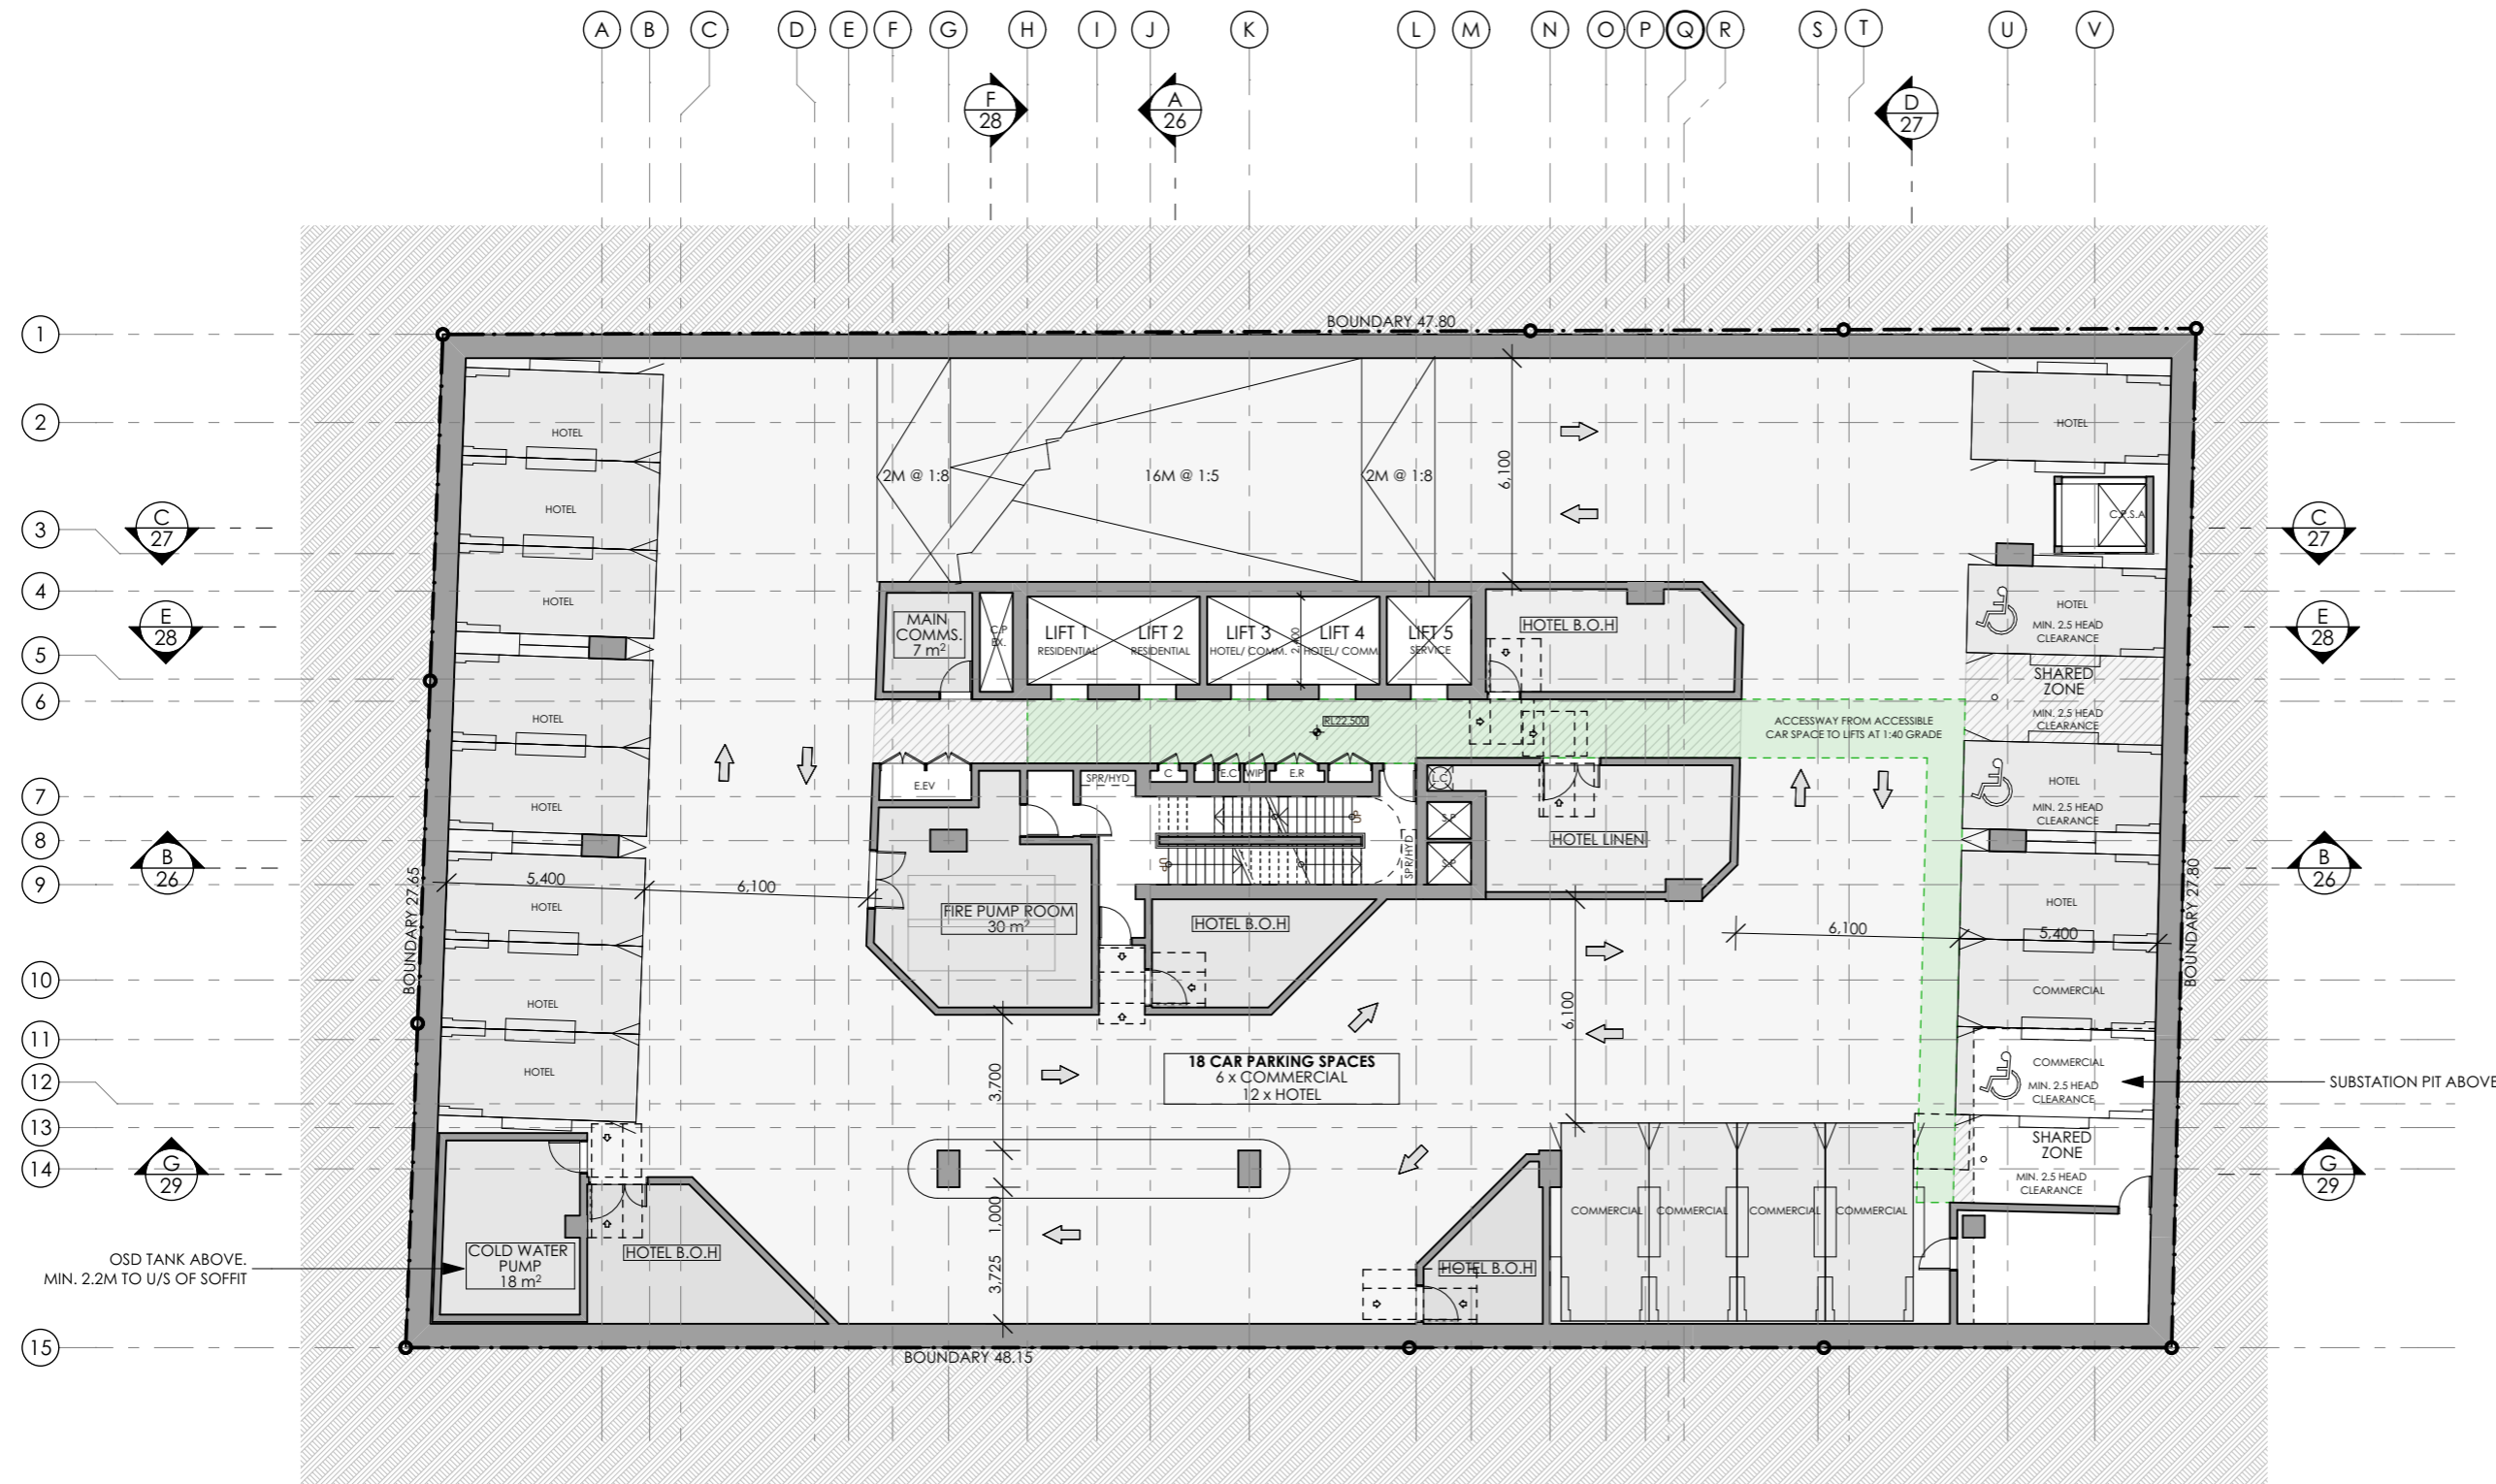 A B C D E F G H I J K L M N O P Q R S T U V
F
28
A
26
D
27
1
BOUNDARY 47.80
2
HOTEL
HOTEL
2M @ 1:8
16M @ 1:5
2M @ 1:8
6,100
3
C
27
HOTEL
C.P.S.A
C
27
4
HOTEL
MAIN
COMMS.
7 m²
C.P
EX.
LIFT 1
RESIDENTIAL
LIFT 2
RESIDENTIAL
LIFT 3
HOTEL/ COMM.
LIFT 4
HOTEL/ COMM.
LIFT 5
SERVICE
HOTEL B.O.H
HOTEL
MIN. 2.5 HEAD
CLEARANCE
E
28
E
28
5
SHARED
ZONE
MIN. 2.5 HEAD
CLEARANCE
6
HOTEL
RL22.500
ACCESSWAY FROM ACCESSIBLE
CAR SPACE TO LIFTS AT 1:40 GRADE
7
HOTEL
E.EV
SPR/HYD
C
E.C
WIP
E.R
L.C
HOTEL
MIN. 2.5 HEAD
CLEARANCE
8
UP
UP
SPR/HYD
S.P
S.P
HOTEL LINEN
B
26
B
26
9
5,400
6,100
HOTEL
FIRE PUMP ROOM
30 m²
HOTEL B.O.H
HOTEL
6,100
5,400
BOUNDARY 27.65
BOUNDARY 27.80
10
HOTEL
6,100
COMMERCIAL
11
HOTEL
3,700
18 CAR PARKING SPACES
6 x COMMERCIAL
12 x HOTEL
COMMERCIAL
MIN. 2.5 HEAD
CLEARANCE
12
SUBSTATION PIT ABOVE
13
SHARED
ZONE
MIN. 2.5 HEAD
CLEARANCE
14
G
29
G
29
1,000
COMMERCIAL
COMMERCIAL
COMMERCIAL
COMMERCIAL
OSD TANK ABOVE.
MIN. 2.2M TO U/S OF SOFFIT
COLD WATER
PUMP
18 m²
HOTEL B.O.H
3,725
HOTEL B.O.H
15
BOUNDARY 48.15